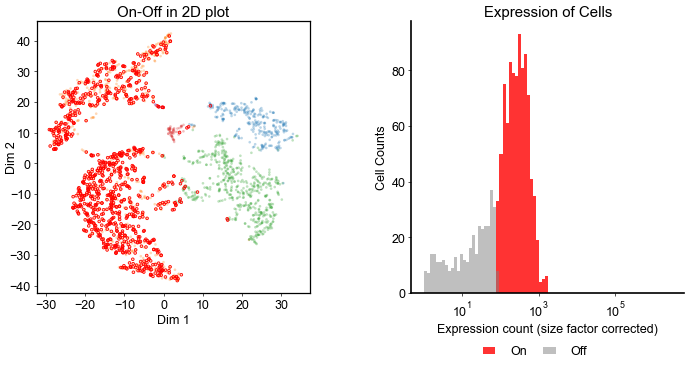 On-Off in 2D plot
40
30
20
10
0
−10
−20
−30
−40
Dim 2
−30 −20 −10 0 10 20 30
Dim 1
Expression of Cells
80
60
40
20
0
Cell Counts
10^1 10^3 10^5
Expression count (size factor corrected)
On Off